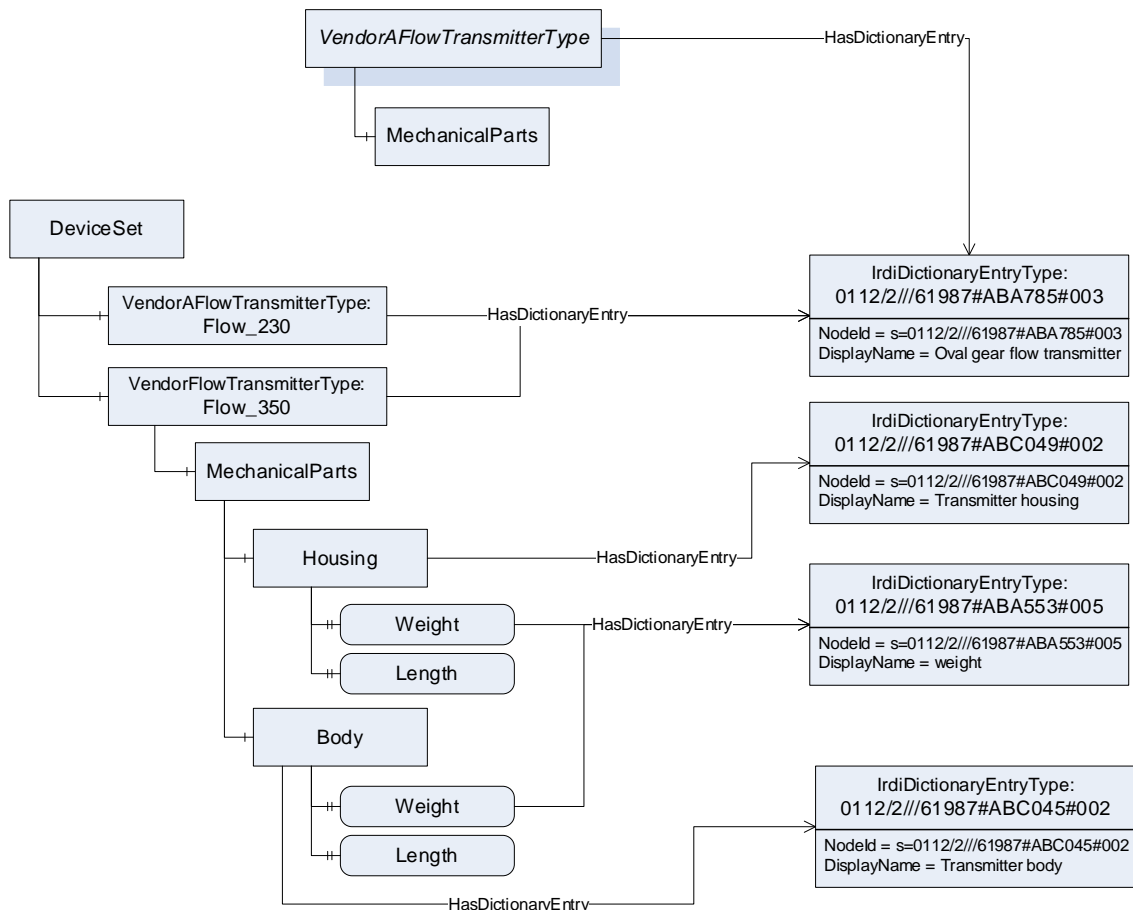 VendorAFlowTransmitterType
HasDictionaryEntry
MechanicalParts
DeviceSet
VendorAFlowTransmitterType:
Flow_230
HasDictionaryEntry
IrdiDictionaryEntryType:
0112/2///61987#ABA785#003
NodeId = s=0112/2///61987#ABA785#003
DisplayName = Oval gear flow transmitter
VendorFlowTransmitterType:
Flow_350
MechanicalParts
IrdiDictionaryEntryType:
0112/2///61987#ABC049#002
NodeId = s=0112/2///61987#ABC049#002
DisplayName = Transmitter housing
Housing
HasDictionaryEntry
Weight
HasDictionaryEntry
Length
IrdiDictionaryEntryType:
0112/2///61987#ABA553#005
NodeId = s=0112/2///61987#ABA553#005
DisplayName = weight
Body
Weight
Length
IrdiDictionaryEntryType:
0112/2///61987#ABC045#002
NodeId = s=0112/2///61987#ABC045#002
DisplayName = Transmitter body
HasDictionaryEntry